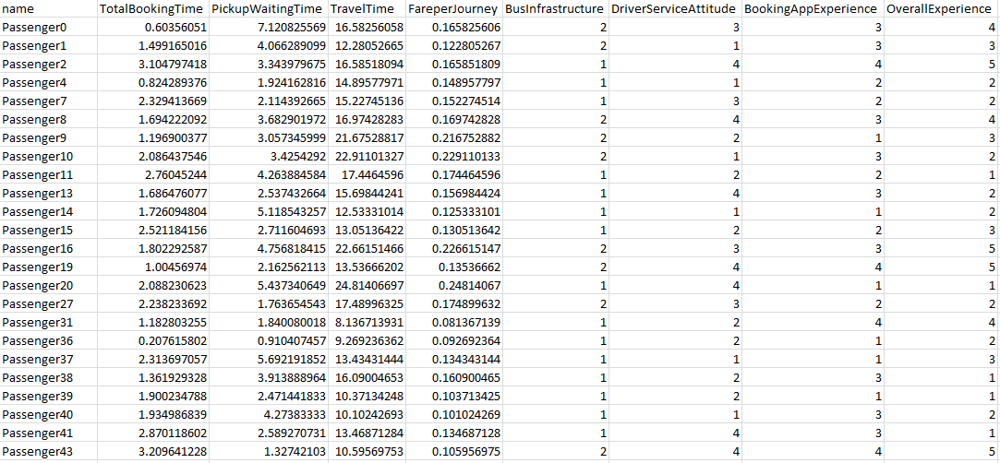 name TotalBookingTime PickupWaitingTime TravelTime FareperJourney BusInfrastructure DriverServiceAttitude BookingAppExperience OverallExperience
Passenger0 0.60356051 7.120825569 16.58256058 0.165825606 2 3 3 4
Passenger1 1.499165016 4.066289099 12.28052665 0.122805267 2 1 3 3
Passenger2 3.104797418 3.343979675 16.58518094 0.165851809 1 4 4 5
Passenger4 0.824289376 1.924162816 14.89577971 0.148957797 1 1 2 2
Passenger7 2.329413669 2.114392665 15.22745136 0.152274514 1 3 2 2
Passenger8 1.694222092 3.682901972 16.97428283 0.169742828 2 4 3 4
Passenger9 1.196900377 3.057345999 21.67528817 0.216752882 2 2 1 3
Passenger10 2.086437546 3.4254292 22.91101327 0.229110133 2 1 3 2
Passenger11 2.76045244 4.263884584 17.4464596 0.174464596 1 2 2 1
Passenger13 1.686476077 2.537432664 15.69844241 0.156984424 1 4 3 2
Passenger14 1.726094804 5.118543257 12.53331014 0.125333101 1 1 1 2
Passenger15 2.521184156 2.711604693 13.05136422 0.130513642 1 2 2 3
Passenger16 1.802292587 4.756818415 22.66151466 0.226615147 2 3 3 5
Passenger19 1.00456974 2.162562113 13.53666202 0.13536662 2 4 4 5
Passenger20 2.088230623 5.437340649 24.81406697 0.24814067 1 4 1 1
Passenger27 2.238233692 1.763654543 17.48996325 0.174899632 2 3 2 2
Passenger31 1.182803255 1.840080018 8.136713931 0.081367139 1 2 4 4
Passenger36 0.207615802 0.910407457 9.269236362 0.092692364 1 2 1 2
Passenger37 2.313697057 5.692191852 13.43431444 0.134343144 1 1 1 3
Passenger38 1.361929328 3.913888964 16.09004653 0.160900465 1 2 3 1
Passenger39 1.900234788 2.471441833 10.37134248 0.103713425 1 2 1 1
Passenger40 1.934986839 4.27383333 10.10242693 0.101024269 1 1 3 2
Passenger41 2.870118602 2.589270731 13.46871284 0.134687128 1 4 3 1
Passenger43 3.209641228 1.32742103 10.59569753 0.105956975 2 4 4 5